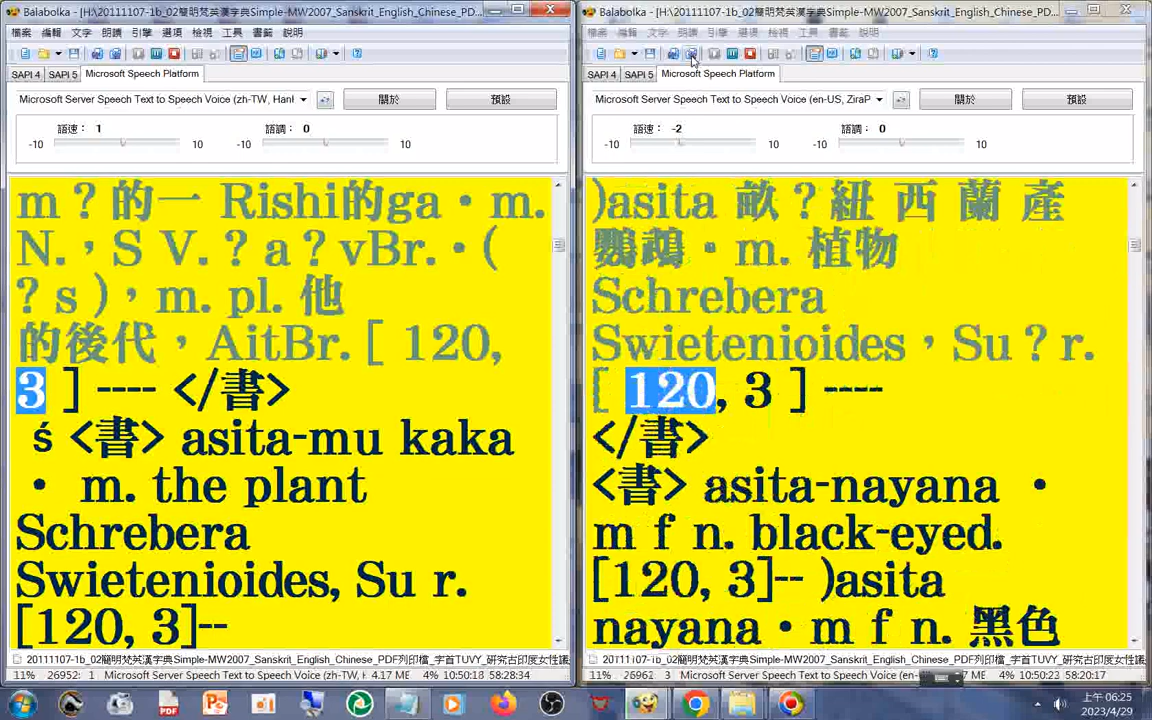 Balabolka - [H:\20111107-1b_02簡明梵英漢字典Simple-MW2007_Sanskrit_English_Chinese_PD...
檔案 編輯 文字 朗讀 引擎 選項 檢視 工具 書籤 說明
SAPI 4 SAPI 5 Microsoft Speech Platform
Microsoft Server Speech Text to Speech Voice (zh-TW, Hanl 關於 預設
語速： 1 語調： 0
-10 10 -10 10
m ? 的一 Rishi的ga・m.
N.，S V. ? a ? vBr.・(
? s )，m. pl. 他
的後代，AitBr. [ 120,
3 ] ---- </書>
ś <書> asita-mu kaka
・ m. the plant
Schrebera
Swietenioides, Su r.
[120, 3]--
20111107-1b_02簡明梵英漢字典Simple-MW2007_Sanskrit_English_Chinese_PDF列印檔_字首TUVY_研究古印度女性議
11% 26952: 1 Microsoft Server Speech Text to Speech Voice (zh-TW, H 4.17 ME 4% 10:50:18 58:28:34
Balabolka - [H:\20111107-1b_02簡明梵英漢字典Simple-MW2007_Sanskrit_English_Chinese_PD...
檔案 編輯 文字 朗讀 引擎 選項 檢視 工具 書籤 說明
SAPI 4 SAPI 5 Microsoft Speech Platform
Microsoft Server Speech Text to Speech Voice (en-US, ZiraP 關於 預設
語速： -2 語調： 0
-10 10 -10 10
)asita 畝 ? 紐 西 蘭 產
鸚鵡。m. 植物
Schrebera
Swietenioides，Su ? r.
[ 120, 3 ] ----
</書>
<書> asita-nayana ・
m f n. black-eyed.
[120, 3]-- )asita
nayana・m f n. 黑色
20111107-1b_02簡明梵英漢字典Simple-MW2007_Sanskrit_English_Chinese_PDF列印檔_字首TUVY_研究古印度女性議
11% 26962 3 Microsoft Server Speech Text to Speech Voice 7 ME 4% 10:50:23 58:20:17
上午 06:25
2023/4/29